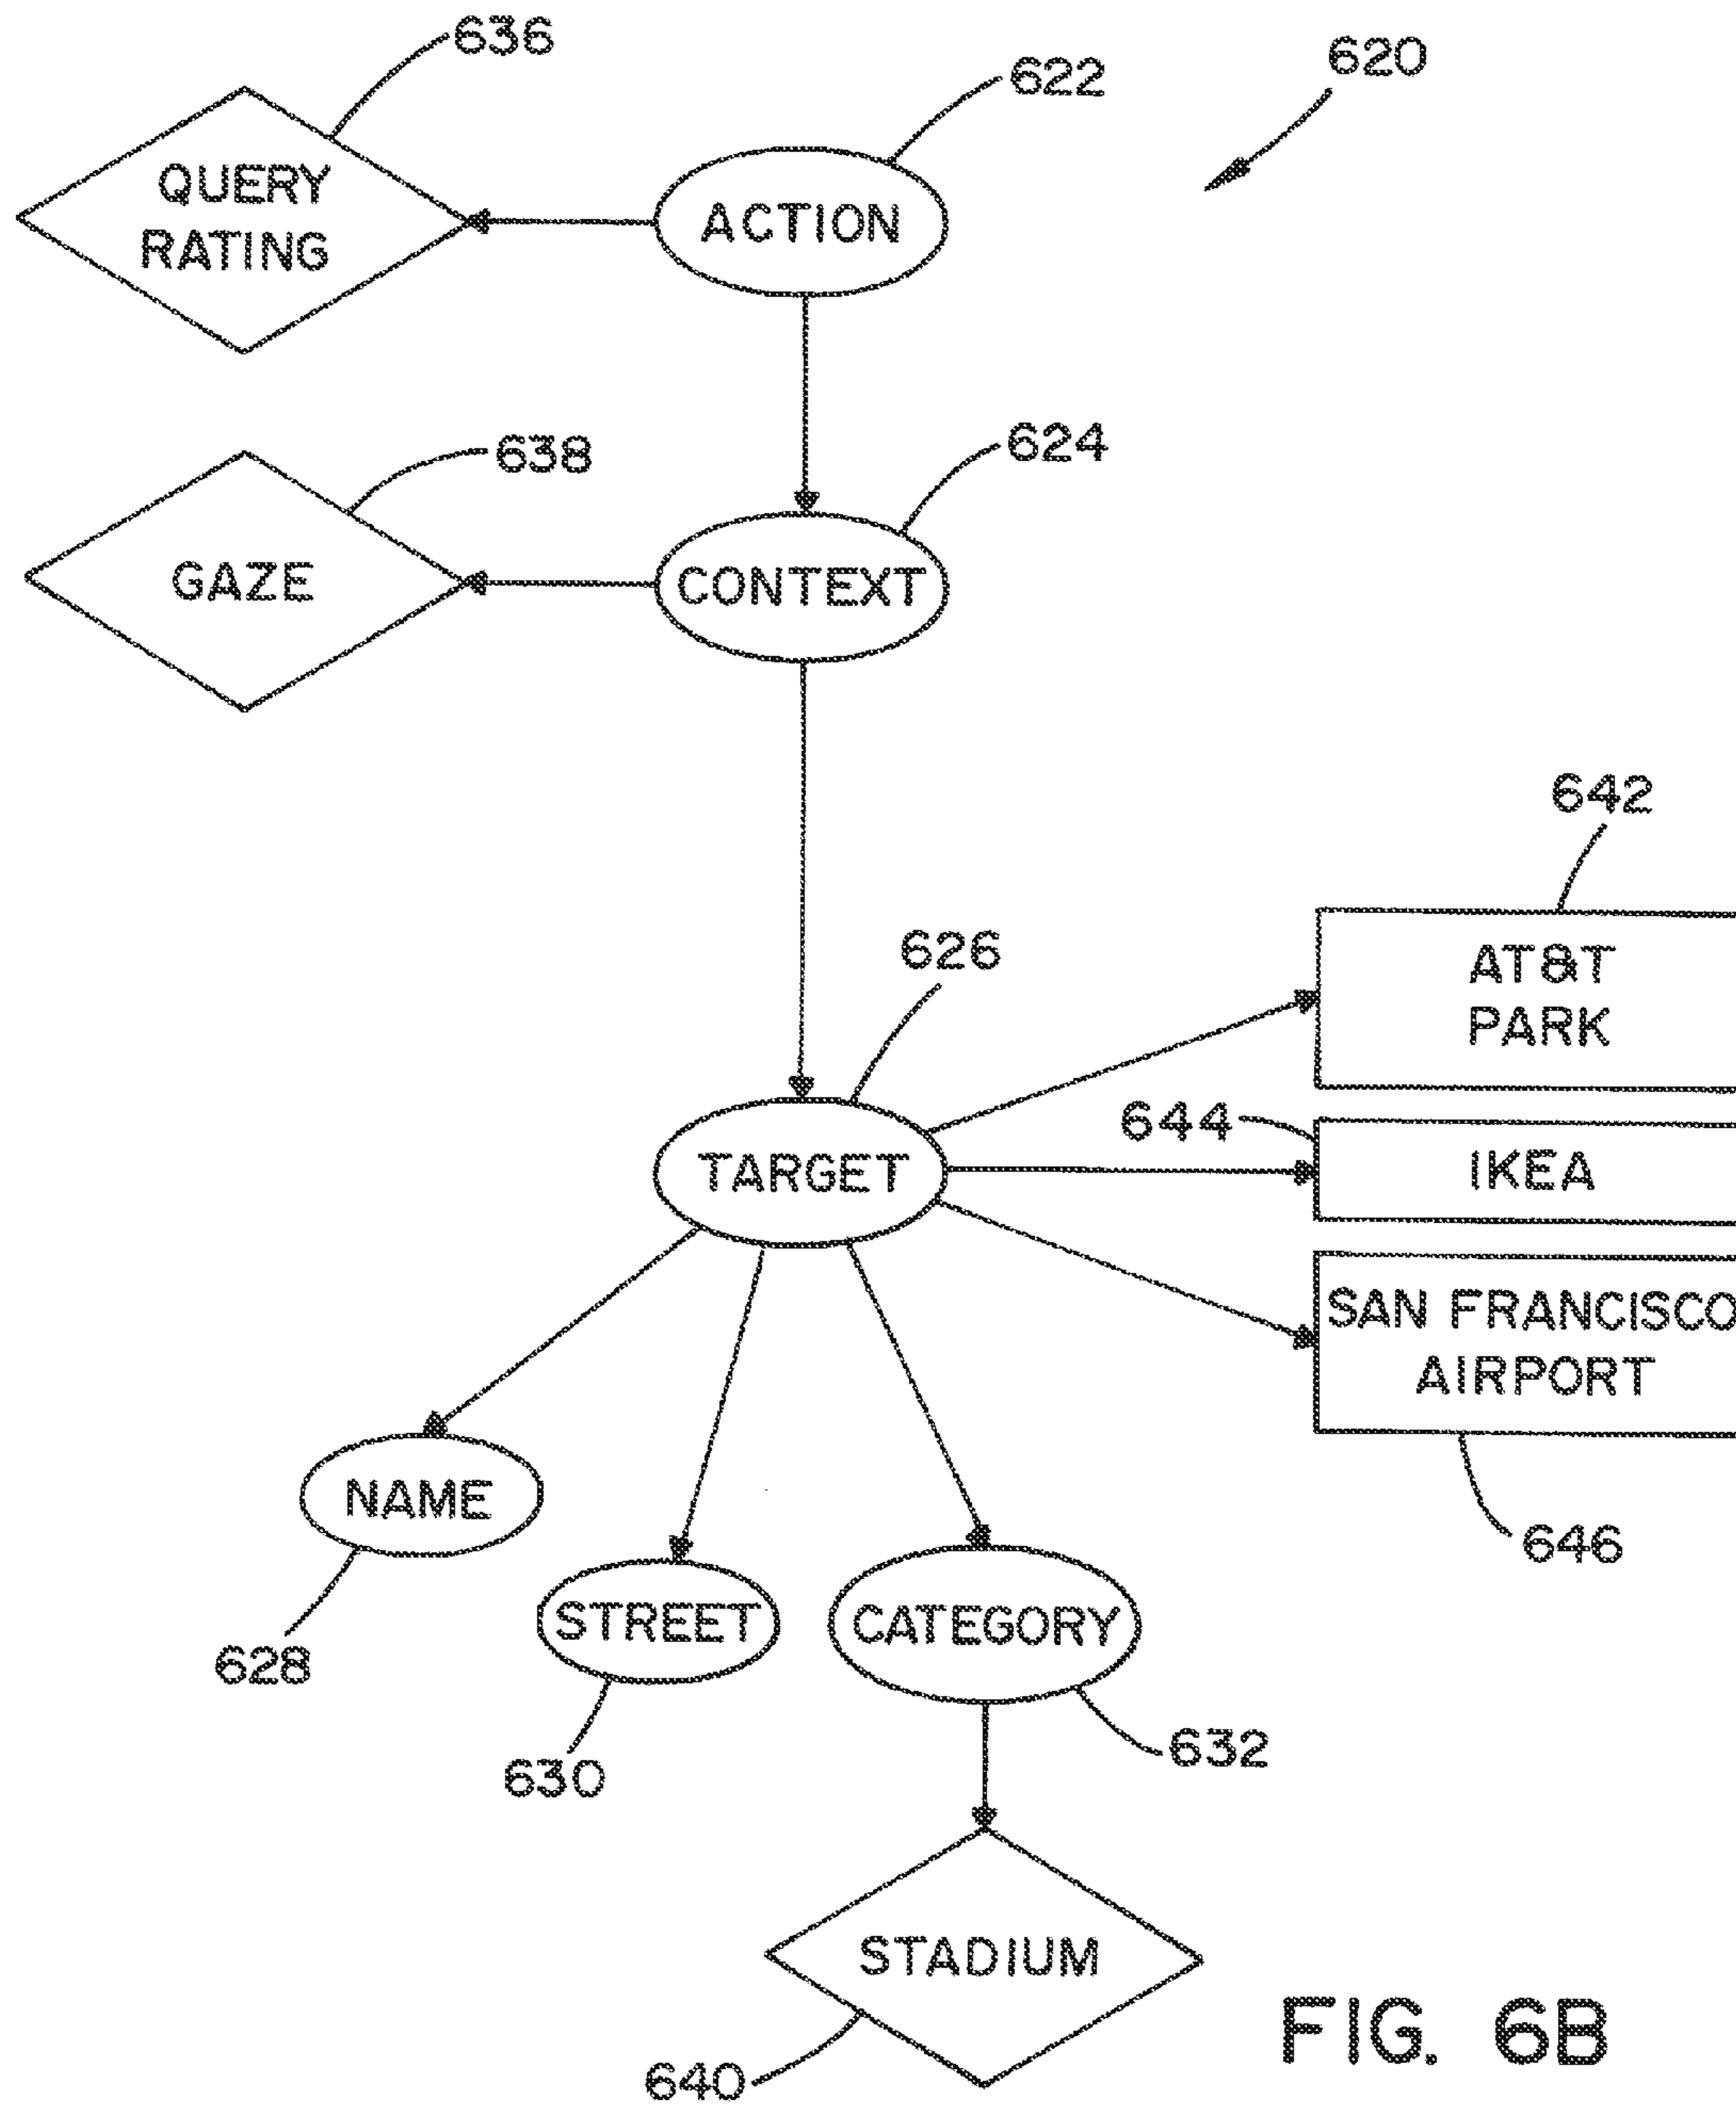 636
622
620
QUERY
RATING
ACTION
638
624
GAZE
CONTEXT
642
626
AT&T
PARK
644
TARGET
IKEA
SAN FRANCISCO
AIRPORT
NAME
646
STREET
CATEGORY
628
632
630
STADIUM
FIG. 6B
640